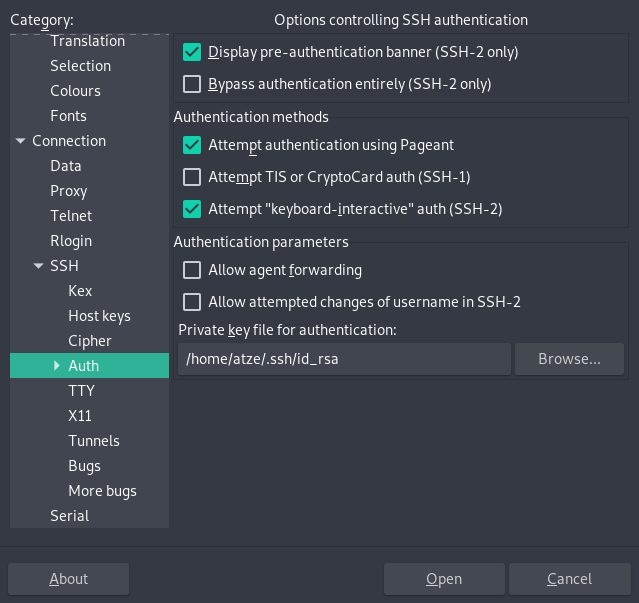 Category:
Translation
Selection
Colours
Fonts
Connection
Data
Proxy
Telnet
Rlogin
SSH
Kex
Host keys
Cipher
Auth
TTY
X11
Tunnels
Bugs
More bugs
Serial
Options controlling SSH authentication
Display pre-authentication banner (SSH-2 only)
Bypass authentication entirely (SSH-2 only)
Authentication methods
Attempt authentication using Pageant
Attempt TIS or CryptoCard auth (SSH-1)
Attempt "keyboard-interactive" auth (SSH-2)
Authentication parameters
Allow agent forwarding
Allow attempted changes of username in SSH-2
Private key file for authentication:
/home/atze/.ssh/id_rsa
Browse...
About
Open
Cancel